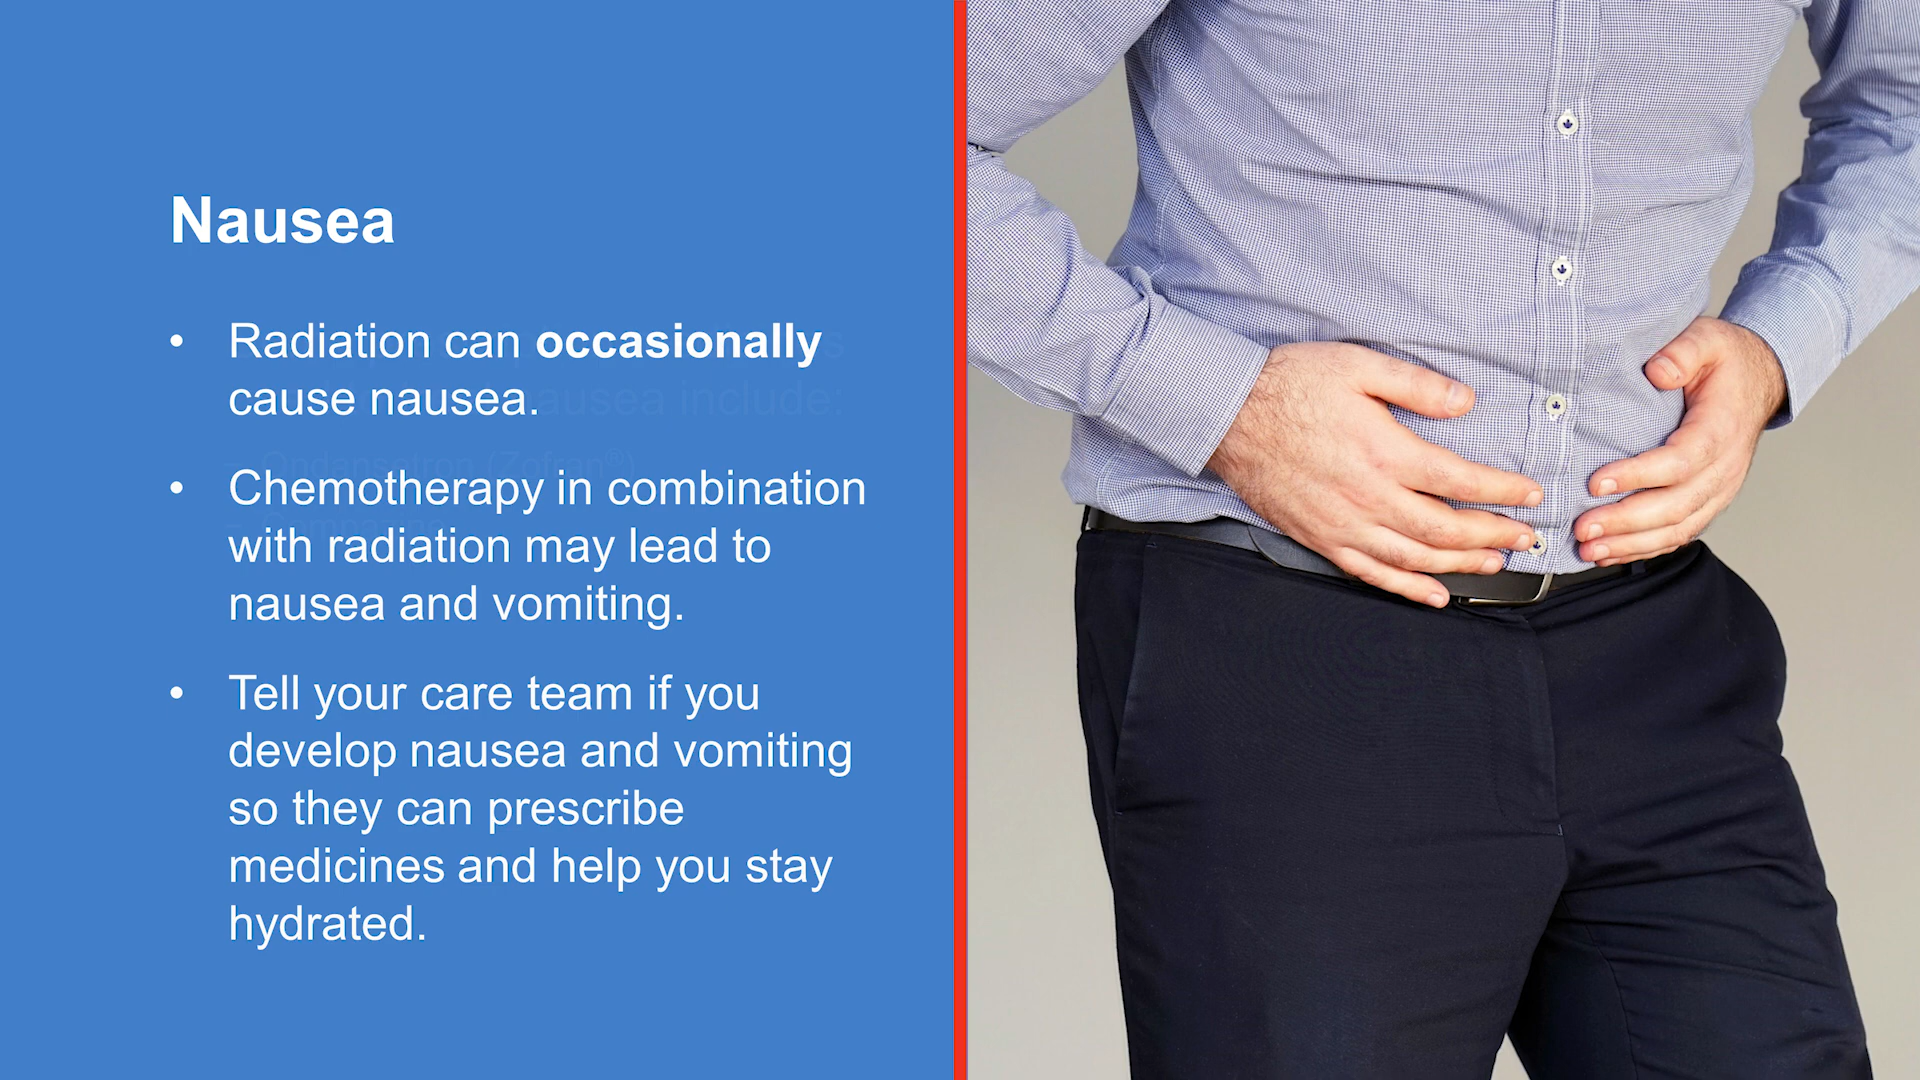 Nausea
• Radiation can occasionally
cause nausea.
• Chemotherapy in combination
with radiation may lead to
nausea and vomiting.
• Tell your care team if you
develop nausea and vomiting
so they can prescribe
medicines and help you stay
hydrated.